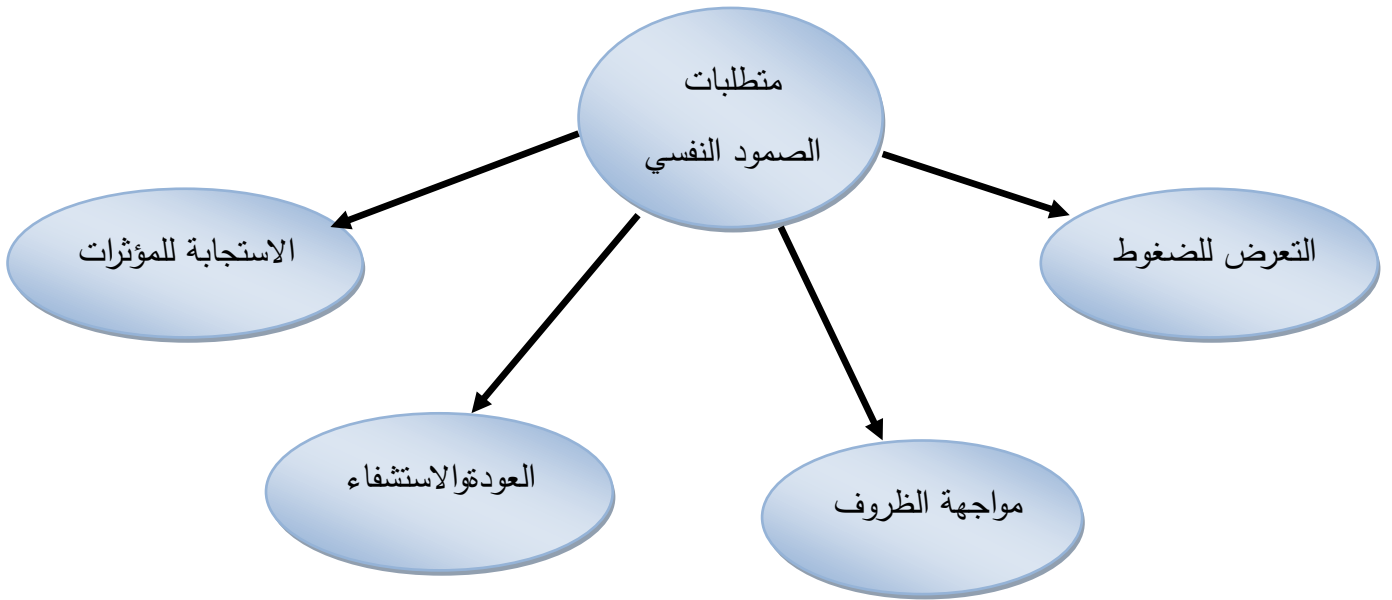 متطلبات
الصمود النفسي
التعرض للضغوط
الاستجابة للمؤثرات
مواجهة الظروف
العودةوالاستشفاء